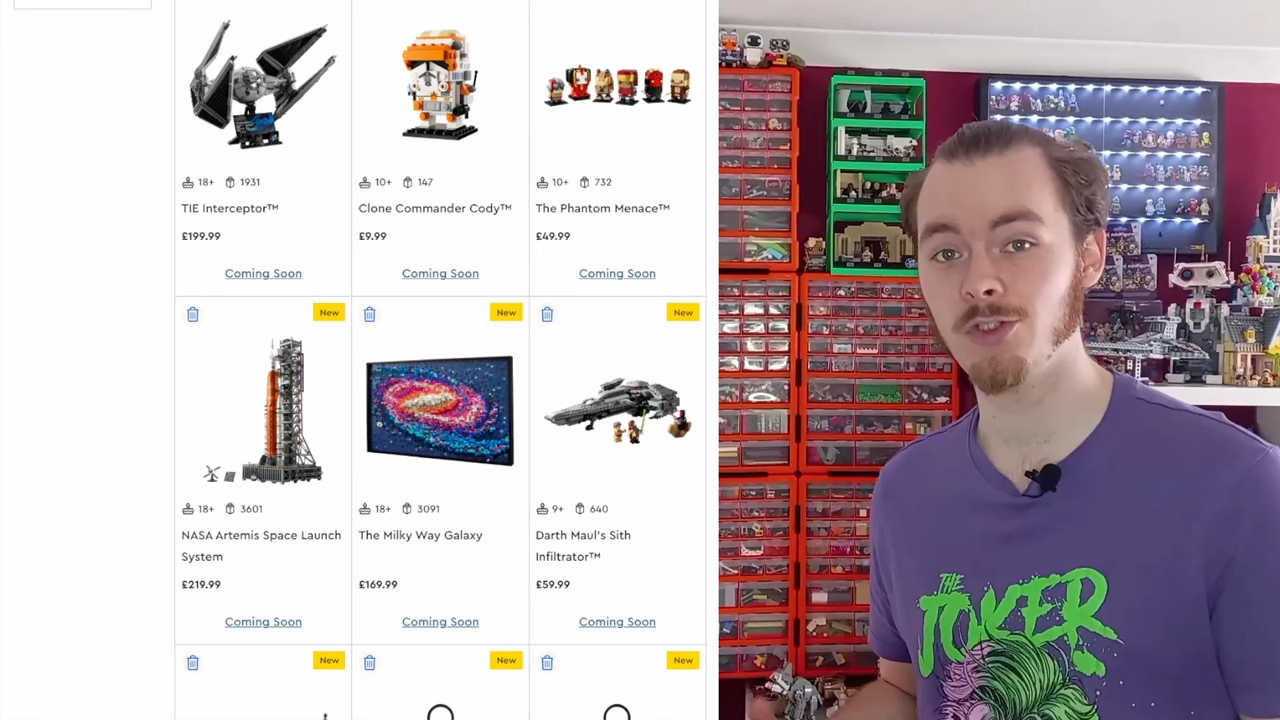 18+ 1931
TIE Interceptor™
£199.99
Coming Soon
10+ 147
Clone Commander Cody™
£9.99
Coming Soon
10+ 732
The Phantom Menace™
£49.99
Coming Soon
New
18+ 3601
NASA Artemis Space Launch
System
£219.99
Coming Soon
New
18+ 3091
The Milky Way Galaxy
£169.99
Coming Soon
New
9+ 640
Darth Maul's Sith
Infiltrator™
£59.99
Coming Soon
New
New
New
THE
JOKER